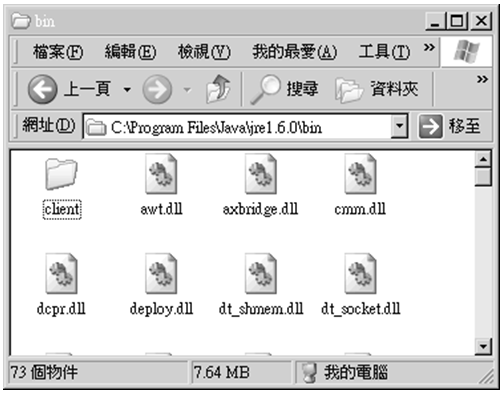 bin
檔案(F) 編輯(E) 檢視(V) 我的最愛(A) 工具(T) »
上一頁 搜尋 資料夾 »
網址(D) C:\Program Files\Java\jre1.6.0\bin 移至
client awt.dll axbridge.dll cmm.dll
dcpr.dll deploy.dll dt_shmem.dll dt_socket.dll
73 個物件 7.64 MB 我的電腦